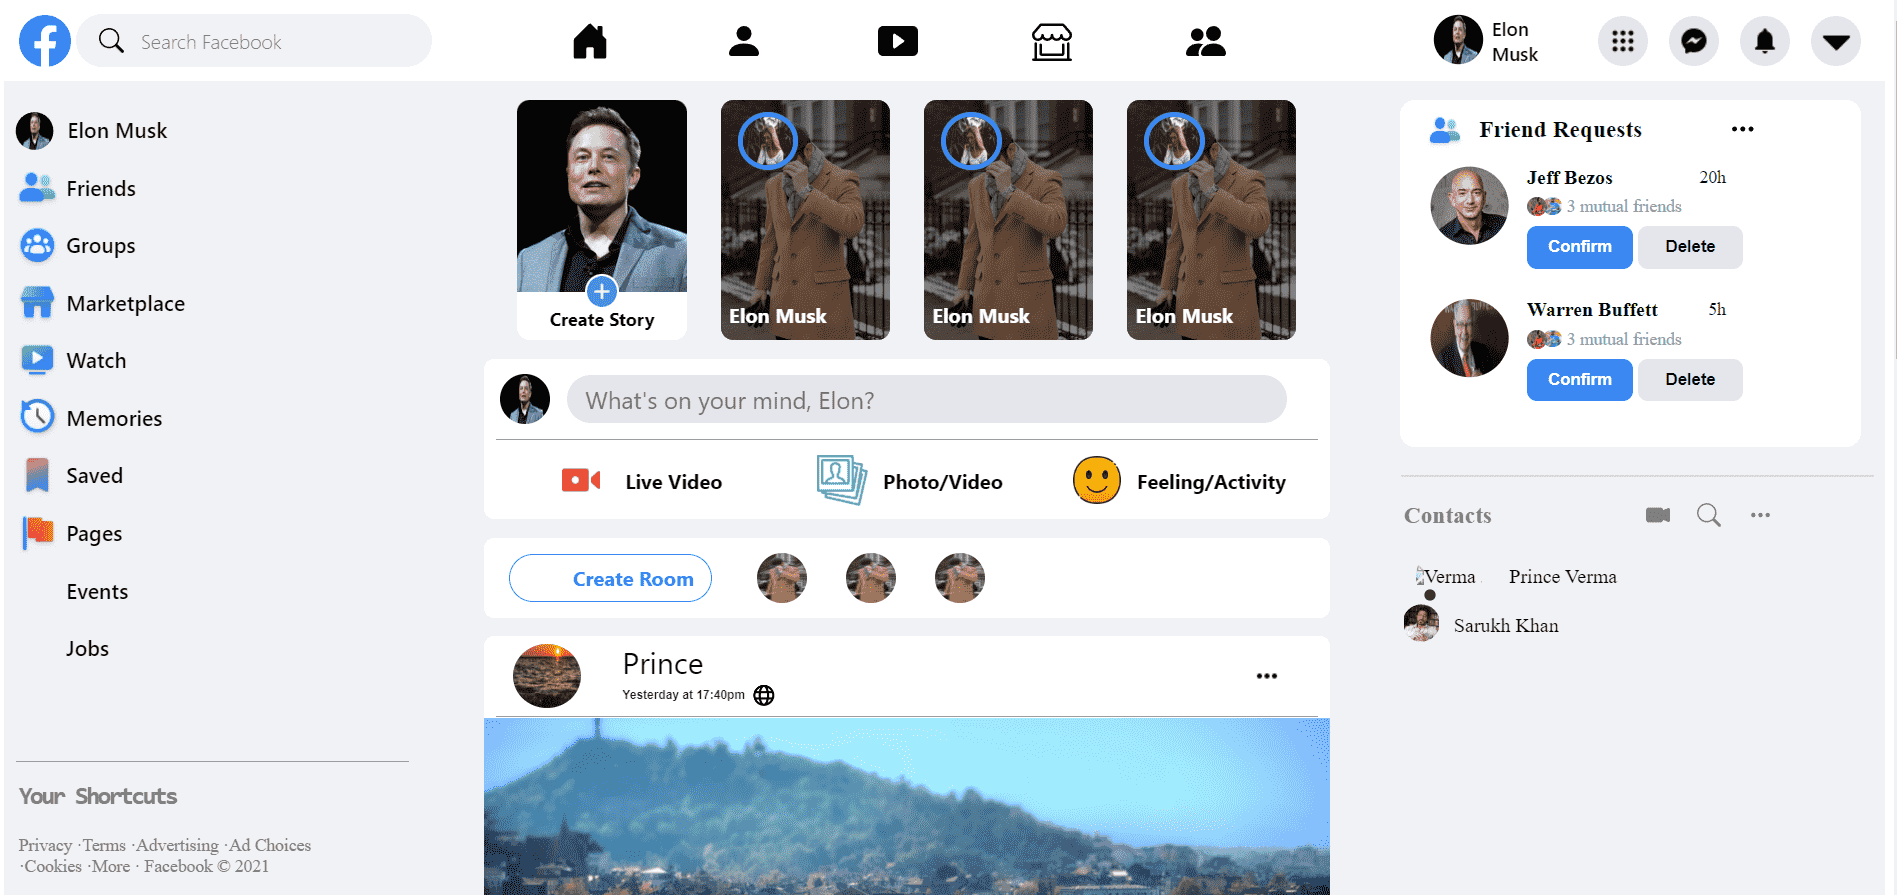 Search Facebook
Elon
Musk
Elon Musk
Friends
Groups
Marketplace
Watch
Memories
Saved
Pages
Events
Jobs
Your Shortcuts
Privacy ·Terms ·Advertising ·Ad Choices
·Cookies ·More · Facebook © 2021
Create Story
Elon Musk
Elon Musk
Elon Musk
What's on your mind, Elon?
Live Video
Photo/Video
Feeling/Activity
Create Room
Prince
Yesterday at 17:40pm
Friend Requests
Jeff Bezos 20h
3 mutual friends
Confirm Delete
Warren Buffett 5h
3 mutual friends
Confirm Delete
Contacts
Verma Prince Verma
Sarukh Khan